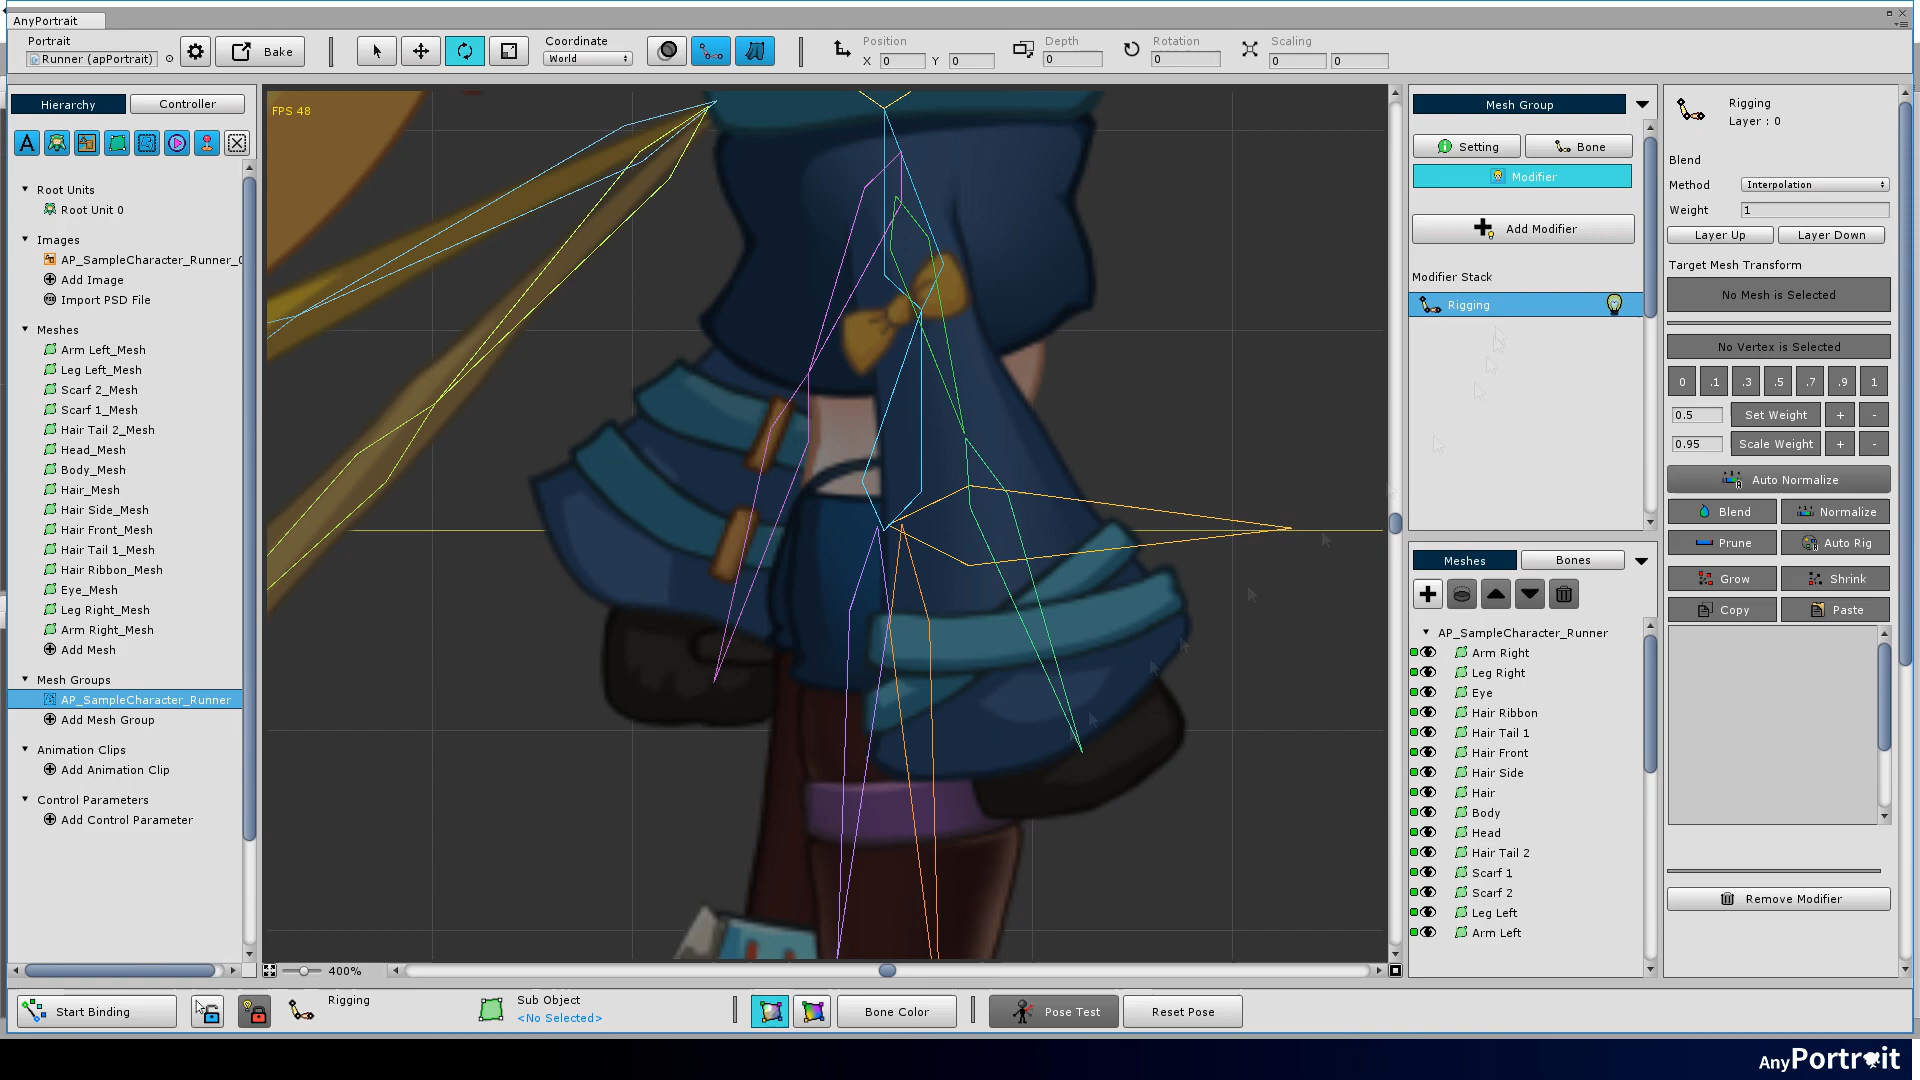 AnyPortrait
Portrait
Runner (apPortrait)
Bake
Coordinate
World
Position
X 0 Y 0
Depth
0
Rotation
0
Scaling
0 0
Hierarchy
Controller
Root Units
Root Unit 0
Images
AP_SampleCharacter_Runner_0
Add Image
Import PSD File
Meshes
Arm Left_Mesh
Leg Left_Mesh
Scarf 2_Mesh
Scarf 1_Mesh
Hair Tail 2_Mesh
Head_Mesh
Body_Mesh
Hair_Mesh
Hair Side_Mesh
Hair Front_Mesh
Hair Tail 1_Mesh
Hair Ribbon_Mesh
Eye_Mesh
Leg Right_Mesh
Arm Right_Mesh
Add Mesh
Mesh Groups
AP_SampleCharacter_Runner
Add Mesh Group
Animation Clips
Add Animation Clip
Control Parameters
Add Control Parameter
FPS 48
400%
Mesh Group
Setting
Bone
Modifier
Add Modifier
Modifier Stack
Rigging
Meshes
Bones
AP_SampleCharacter_Runner
Arm Right
Leg Right
Eye
Hair Ribbon
Hair Tail 1
Hair Front
Hair Side
Hair
Body
Head
Hair Tail 2
Scarf 1
Scarf 2
Leg Left
Arm Left
Rigging
Layer : 0
Blend
Method Interpolation
Weight 1
Layer Up
Layer Down
Target Mesh Transform
No Mesh is Selected
No Vertex is Selected
0 .1 .3 .5 .7 .9 1
0.5 Set Weight + -
0.95 Scale Weight + -
Auto Normalize
Blend
Normalize
Prune
Auto Rig
Grow
Shrink
Copy
Paste
Remove Modifier
Start Binding
Rigging
Sub Object
<No Selected>
Bone Color
Pose Test
Reset Pose
AnyPortrait